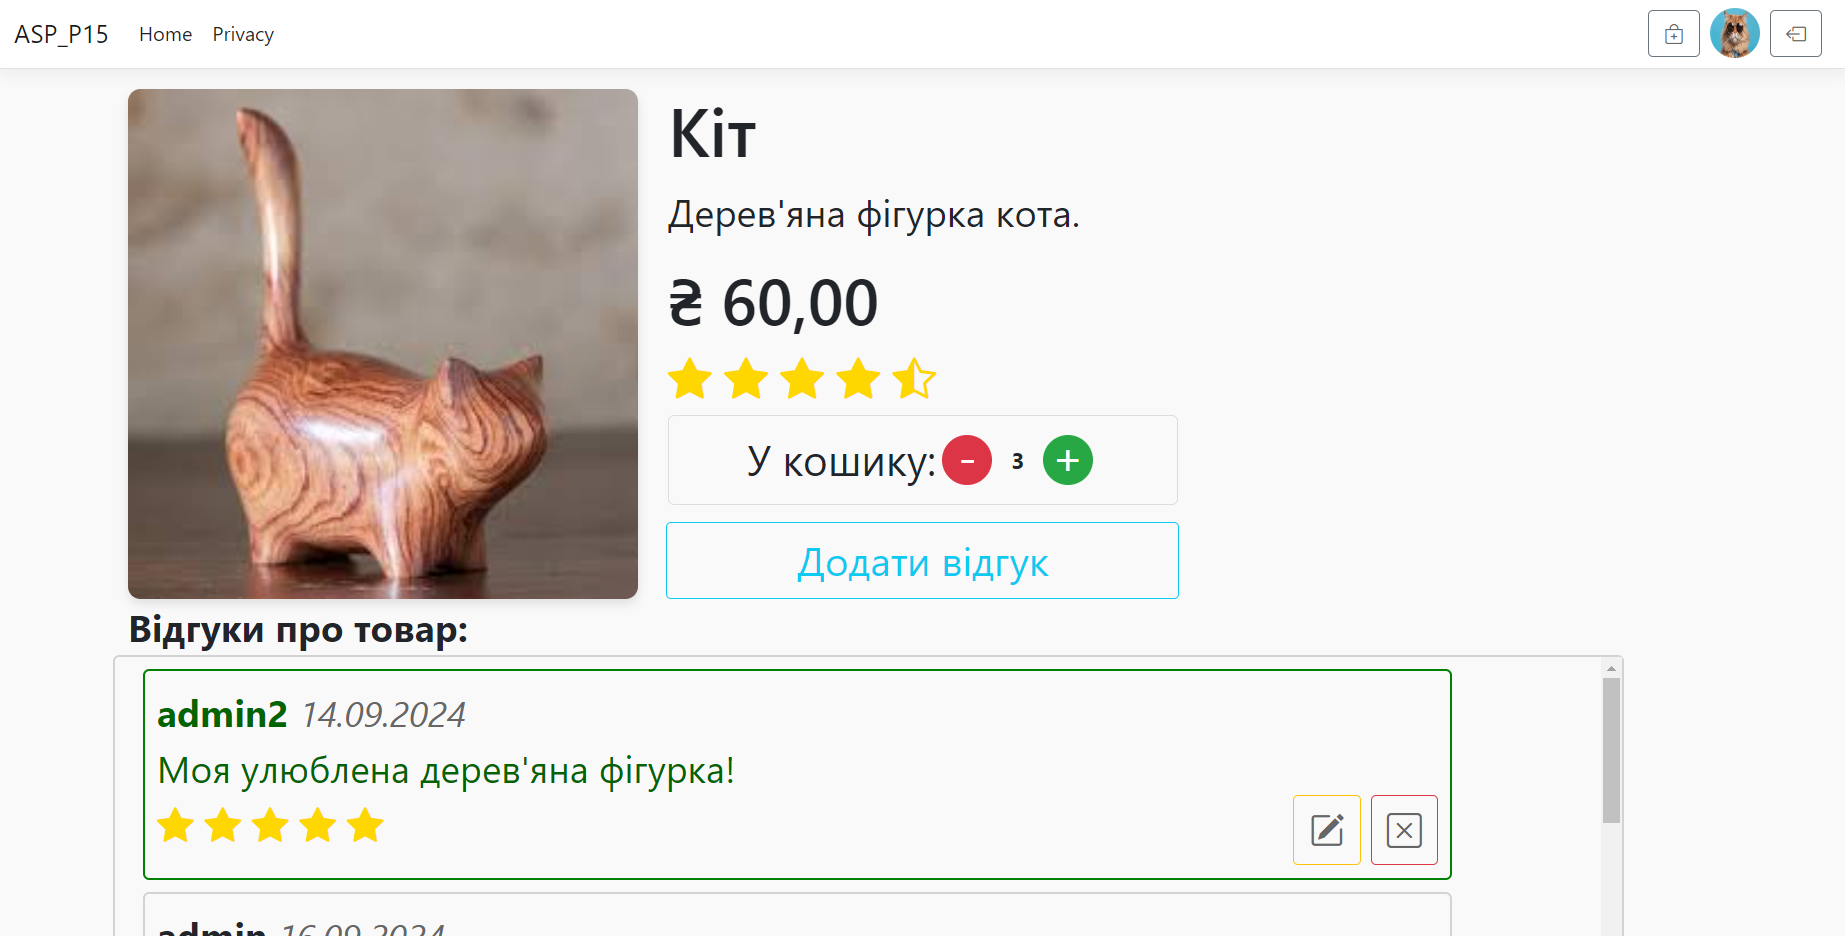 ASP_P15 Home Privacy
Кіт
Дерев'яна фігурка кота.
₴ 60,00
У кошику: - 3 +
Додати відгук
Відгуки про товар:
admin2 14.09.2024
Моя улюблена дерев'яна фігурка!
admin 16.09.2024